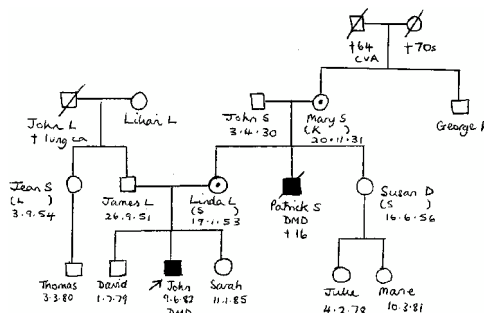 †64
CVA
†70s
John L
† lung ca
Lilian L
John S
3.4.30
Mary S
(K )
20.11.31
George K
Jean S
(L )
3.9.54
James L
26.9.51
Linda L
(S )
19.1.53
Patrick S
DMD
†16
Susan D
(S )
16.6.56
Thomas
3.3.80
David
1.7.79
John
9.6.82
DMD
Sarah
11.1.85
Julie
4.2.78
Marie
10.3.81